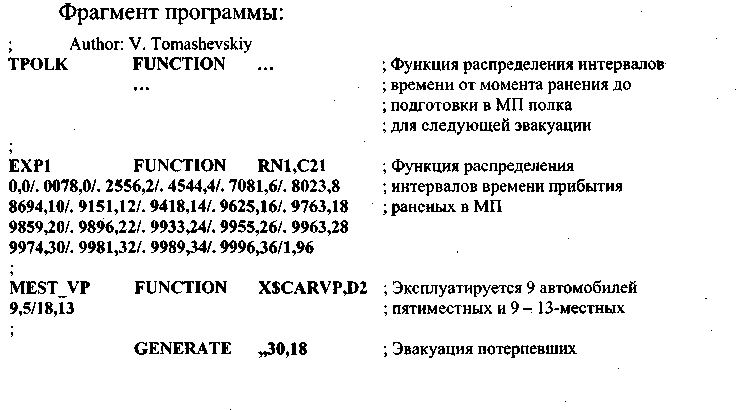 Фрагмент программы:
; Author: V. Tomashevskiy
TPOLK FUNCTION ... ; Функция распределения интервалов
... ; времени от момента ранения до
; подготовки в МП полка
; для следующей эвакуации
;
EXP1 FUNCTION RN1,C21 ; Функция распределения
0,0/. 0078,0/. 2556,2/. 4544,4/. 7081,6/. 8023,8 ; интервалов времени прибытия
8694,10/. 9151,12/. 9418,14/. 9625,16/. 9763,18 ; раненых в МП
9859,20/. 9896,22/. 9933,24/. 9955,26/. 9963,28
9974,30/. 9981,32/. 9989,34/. 9996,36/1,96
;
MEST_VP FUNCTION X$CARVP,D2 ; Эксплуатируется 9 автомобилей
9,5/18,13 ; пятиместных и 9 – 13-местных
;
GENERATE ,,30,18 ; Эвакуация потерпевших